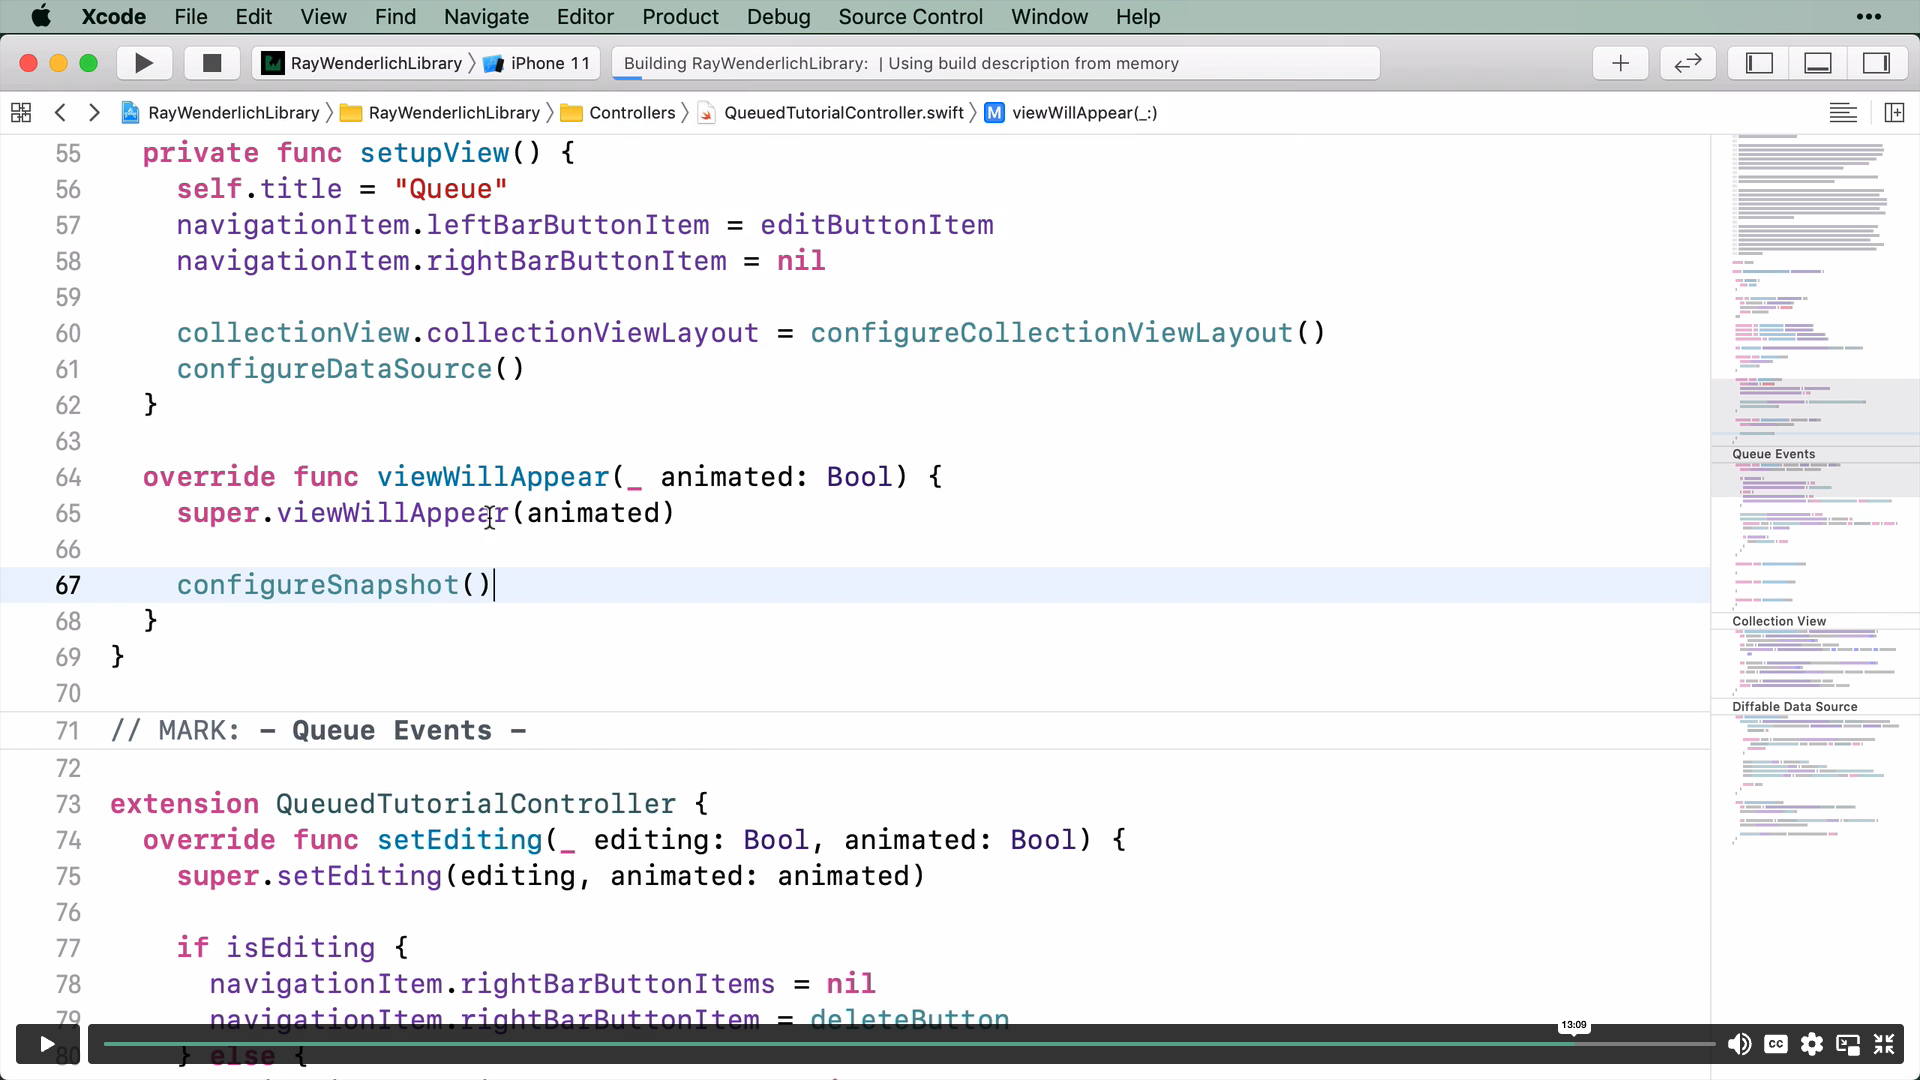 Xcode File Edit View Find Navigate Editor Product Debug Source Control Window Help •••
RayWenderlichLibrary 〉 iPhone 11 Building RayWenderlichLibrary: | Using build description from memory
RayWenderlichLibrary 〉 RayWenderlichLibrary 〉 Controllers 〉 QueuedTutorialController.swift 〉 M viewWillAppear(_:)
55 private func setupView() {
56 self.title = "Queue"
57 navigationItem.leftBarButtonItem = editButtonItem
58 navigationItem.rightBarButtonItem = nil
59
60 collectionView.collectionViewLayout = configureCollectionViewLayout()
61 configureDataSource()
62 }
63
64 override func viewWillAppear(_ animated: Bool) {
65 super.viewWillAppear(animated)
66
67 configureSnapshot()
68 }
69 }
70
71 // MARK: - Queue Events -
72
73 extension QueuedTutorialController {
74 override func setEditing(_ editing: Bool, animated: Bool) {
75 super.setEditing(editing, animated: animated)
76
77 if isEditing {
78 navigationItem.rightBarButtonItems = nil
79 navigationItem.rightBarButtonItem = deleteButton
80 } else {
Queue Events
Collection View
Diffable Data Source
13:09
CC